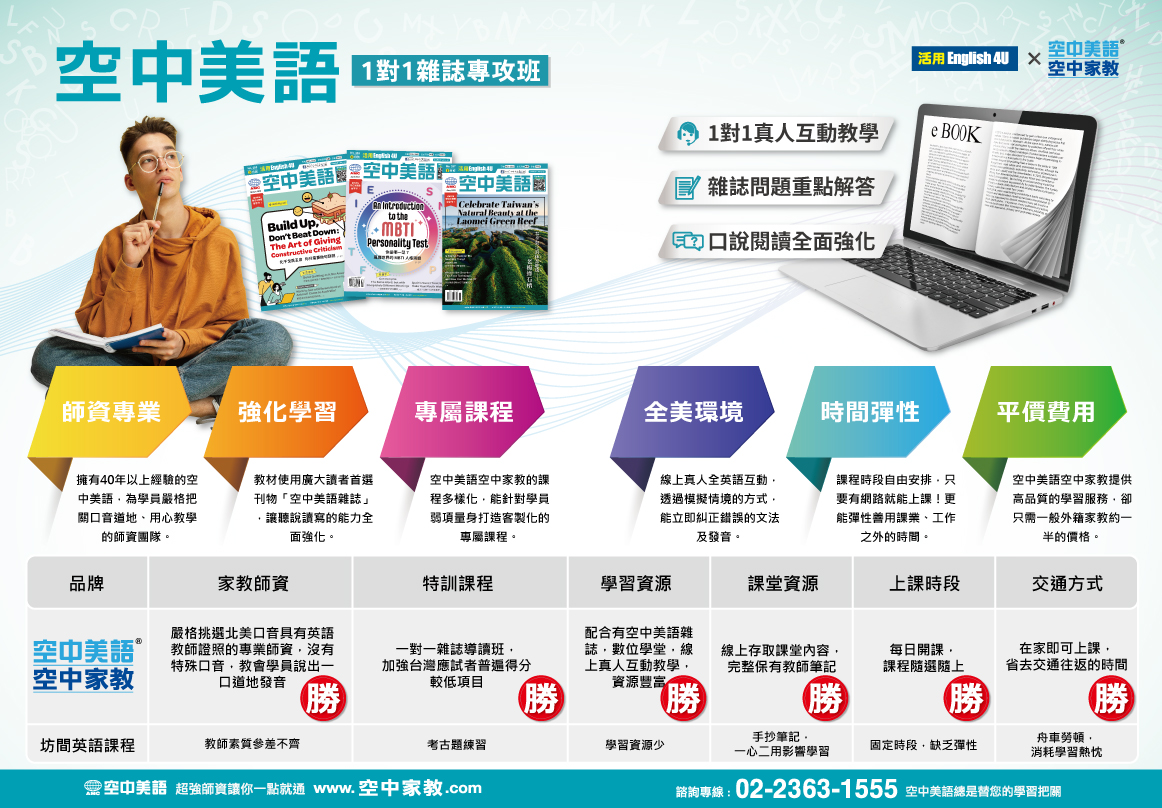 空中美語 1對1雜誌專攻班
活用 English 4U × 空中美語®
空中家教
活用 English 4U
空中美語
Build Up,
Don't Beat Down:
The Art of Giving
Constructive Criticism
活用 English 4U
空中美語
An Introduction
to the
MBTI
Personality Test
活用 English 4U
空中美語
Celebrate Taiwan's
Natural Beauty at the
Laomei Green Reef
老梅綠石槽
e BOOK
1對1真人互動教學
雜誌問題重點解答
口說閱讀全面強化
師資專業
擁有40年以上經驗的空
中美語,為學員嚴格把
關口音道地、用心教學
的師資團隊。
強化學習
教材使用廣大讀者首選
刊物「空中美語雜誌」
,讓聽說讀寫的能力全
面強化。
專屬課程
空中美語空中家教的課
程多樣化,能針對學員
弱項量身打造客製化的
專屬課程。
全美環境
線上真人全英語互動,
透過模擬情境的方式,
能立即糾正錯誤的文法
及發音。
時間彈性
課程時段自由安排,只
要有網路就能上課!更
能彈性善用課業、工作
之外的時間。
平價費用
空中美語空中家教提供
高品質的學習服務,卻
只需一般外籍家教約一
半的價格。
品牌 家教師資 特訓課程 學習資源 課堂資源 上課時段 交通方式
空中美語®
空中家教
嚴格挑選北美口音具有英語
教師證照的專業師資,沒有
特殊口音,教會學員說出一
口道地發音
勝
一對一雜誌導讀班,
加強台灣應試者普遍得分
較低項目
勝
配合有空中美語雜
誌,數位學堂,線
上真人互動教學,
資源豐富
勝
線上存取課堂內容,
完整保有教師筆記
勝
每日開課,
課程隨選隨上
勝
在家即可上課,
省去交通往返的時間
勝
坊間英語課程
教師素質參差不齊
考古題練習
學習資源少
手抄筆記,
一心二用影響學習
固定時段,缺乏彈性
舟車勞頓,
消耗學習熱忱
ABC 空中美語 超強師資讓你一點就通 www.空中家教.com
諮詢專線:02-2363-1555 空中美語總是替您的學習把關